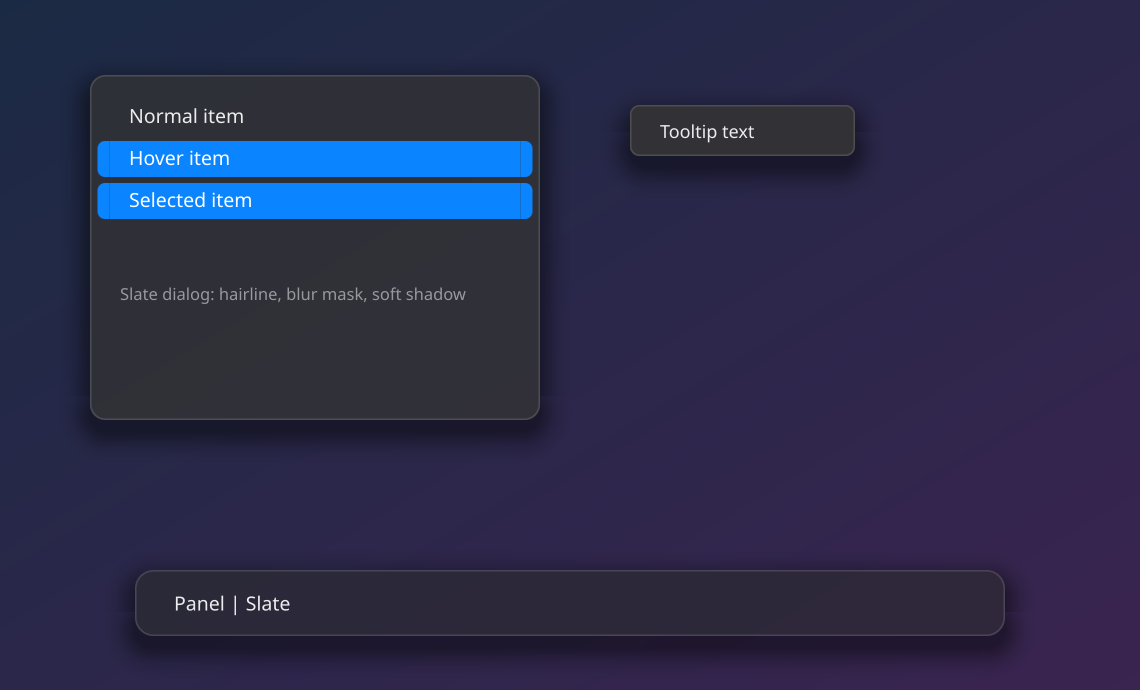 Normal item
Tooltip text
Hover item
Selected item
Slate dialog: hairline, blur mask, soft shadow
Panel | Slate